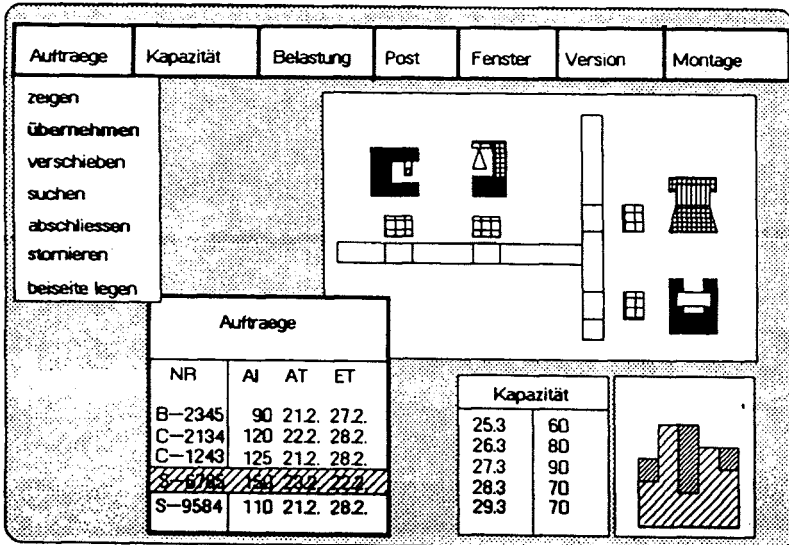 Auftraege Kapazität Belastung Post Fenster Version Montage
zeigen
übernehmen
verschieben
suchen
abschliessen
stornieren
beiseite legen
Auftraege
NR AI AT ET
B–2345 90 21.2. 27.2.
C–2134 120 22.2. 28.2.
C–1243 125 21.2. 28.2.
S–9584 110 21.2. 28.2.
Kapazität
25.3 60
26.3 80
27.3 90
28.3 70
29.3 70